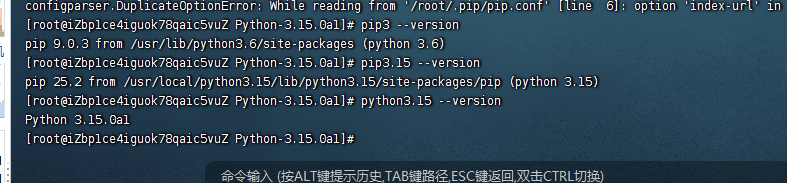 configparser.DuplicateOptionError: While reading from '/root/.pip/pip.conf' [line  6]: option 'index-url' in
[root@iZbp1ce4iguok78qaic5vuZ Python-3.15.0a1]# pip3 --version
pip 9.0.3 from /usr/lib/python3.6/site-packages (python 3.6)
[root@iZbp1ce4iguok78qaic5vuZ Python-3.15.0a1]# pip3.15 --version
pip 25.2 from /usr/local/python3.15/lib/python3.15/site-packages/pip (python 3.15)
[root@iZbp1ce4iguok78qaic5vuZ Python-3.15.0a1]# python3.15 --version
Python 3.15.0a1
[root@iZbp1ce4iguok78qaic5vuZ Python-3.15.0a1]#
命令输入 (按ALT键提示历史,TAB键路径,ESC键返回,双击CTRL切换)